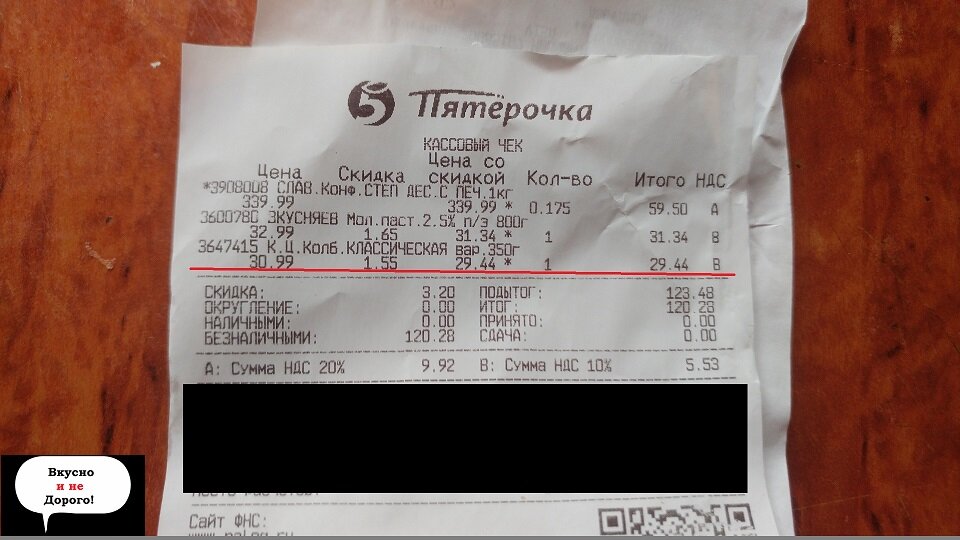 5 Пятёрочка
КАССОВЫЙ ЧЕК
Цена Скидка Цена со скидкой Кол-во Итого НДС
*3908008 СЛАВ.Конф.СТЕП ДЕС.С ПЕЧ.1кг
339.99 339.99 * 0.175 59.50 А
3600780 ЗКУСНЯЕВ Мол.паст.2.5% п/э 800г
32.99 1.65 31.34 * 1 31.34 В
3647415 К.Ц.Колб.КЛАССИЧЕСКАЯ вар.350г
30.99 1.55 29.44 * 1 29.44 В
СКИДКА: 3.20 ПОДЫТОГ: 123.48
ОКРУГЛЕНИЕ: 0.00 ИТОГ: 120.28
НАЛИЧНЫМИ: 0.00 ПРИНЯТО: 0.00
БЕЗНАЛИЧНЫМИ: 120.28 СДАЧА: 0.00
А: Сумма НДС 20% 9.92 В: Сумма НДС 10% 5.53
Сайт ФНС:
Вкусно
и не
Дорого!